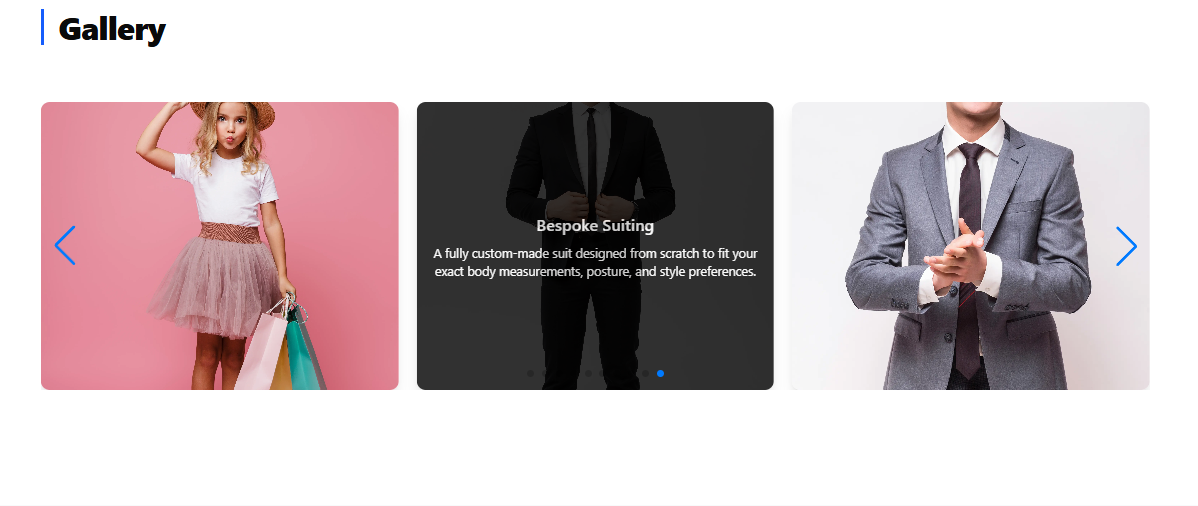 Gallery
Bespoke Suiting
A fully custom-made suit designed from scratch to fit your
exact body measurements, posture, and style preferences.